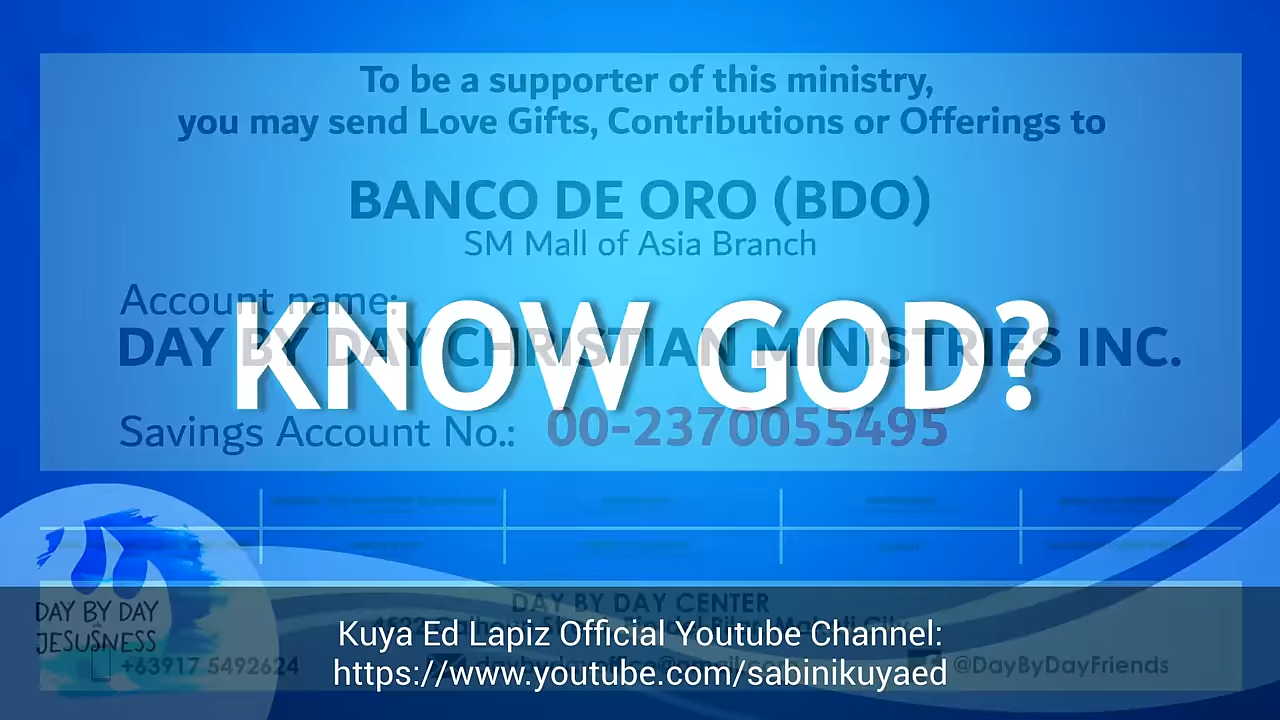 To be a supporter of this ministry,
you may send Love Gifts, Contributions or Offerings to
BANCO DE ORO (BDO)
SM Mall of Asia Branch
Account name:
DAY BY DAY CHRISTIAN MINISTRIES INC.
KNOW GOD?
Savings Account No.: 00-2370055495
DAY BY DAY
JESUSNESS
DAY BY DAY CENTER
Kuya Ed Lapiz Official Youtube Channel:
https://www.youtube.com/sabinikuyaed
+63917 5492624
@DayByDayFriends